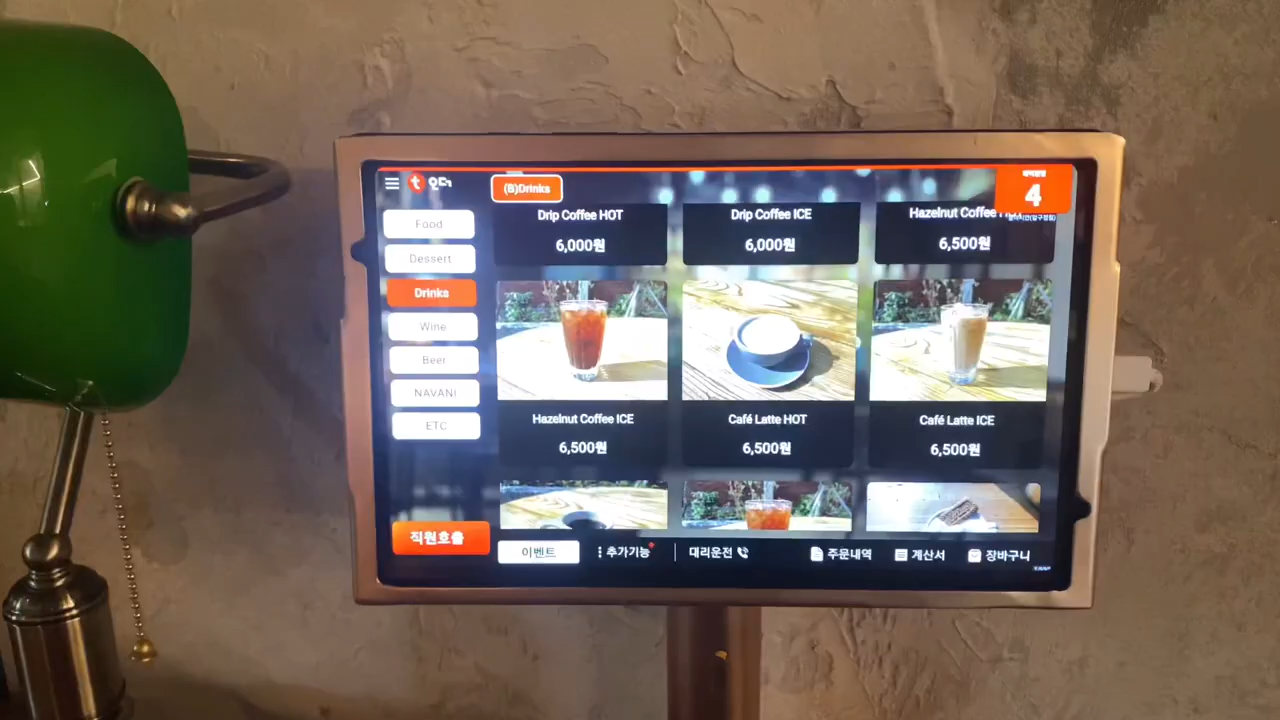 (B)Drinks
4
Food
Dessert
Drinks
Wine
Beer
NAVANI
ETC
직원호출
Drip Coffee HOT
6,000원
Drip Coffee ICE
6,000원
Hazelnut Coffee
6,500원
Hazelnut Coffee ICE
6,500원
Café Latte HOT
6,500원
Café Latte ICE
6,500원
이벤트
추가기능
대리운전
주문내역
계산서
장바구니